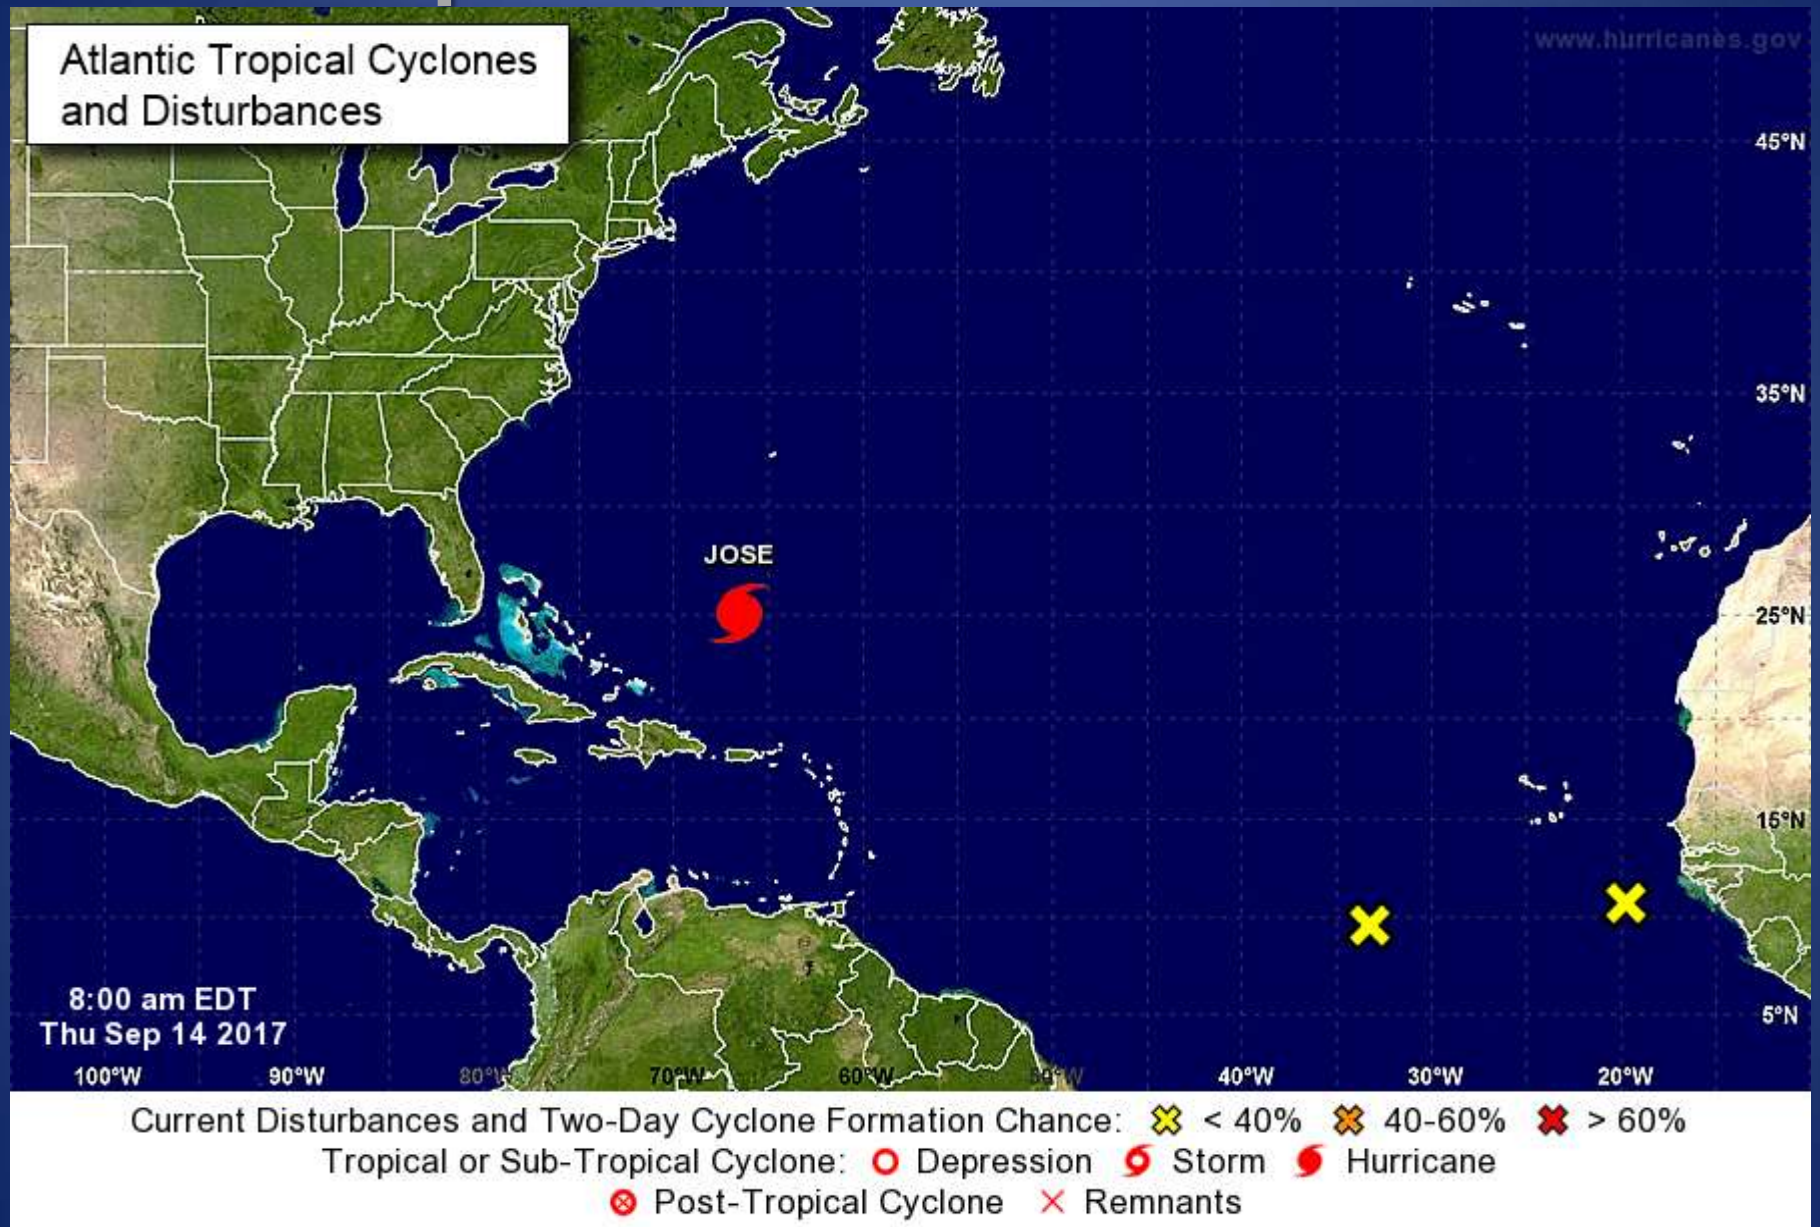 Atlantic Tropical Cyclones
and Disturbances
www.hurricanes.gov
45°N
35°N
JOSE
25°N
15°N
8:00 am EDT
Thu Sep 14 2017
5°N
100°W 90°W 80°W 70°W 60°W 50°W 40°W 30°W 20°W
Current Disturbances and Two-Day Cyclone Formation Chance: < 40% 40-60% > 60%
Tropical or Sub-Tropical Cyclone: Depression Storm Hurricane
Post-Tropical Cyclone Remnants